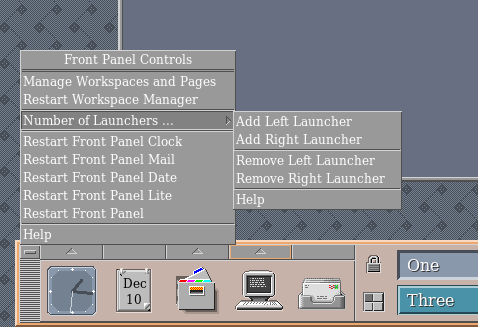 Front Panel Controls
Manage Workspaces and Pages
Restart Workspace Manager
Number of Launchers ...
Add Left Launcher
Add Right Launcher
Remove Left Launcher
Remove Right Launcher
Help
Restart Front Panel Clock
Restart Front Panel Mail
Restart Front Panel Date
Restart Front Panel Lite
Restart Front Panel
Help
Dec
10
One
Three